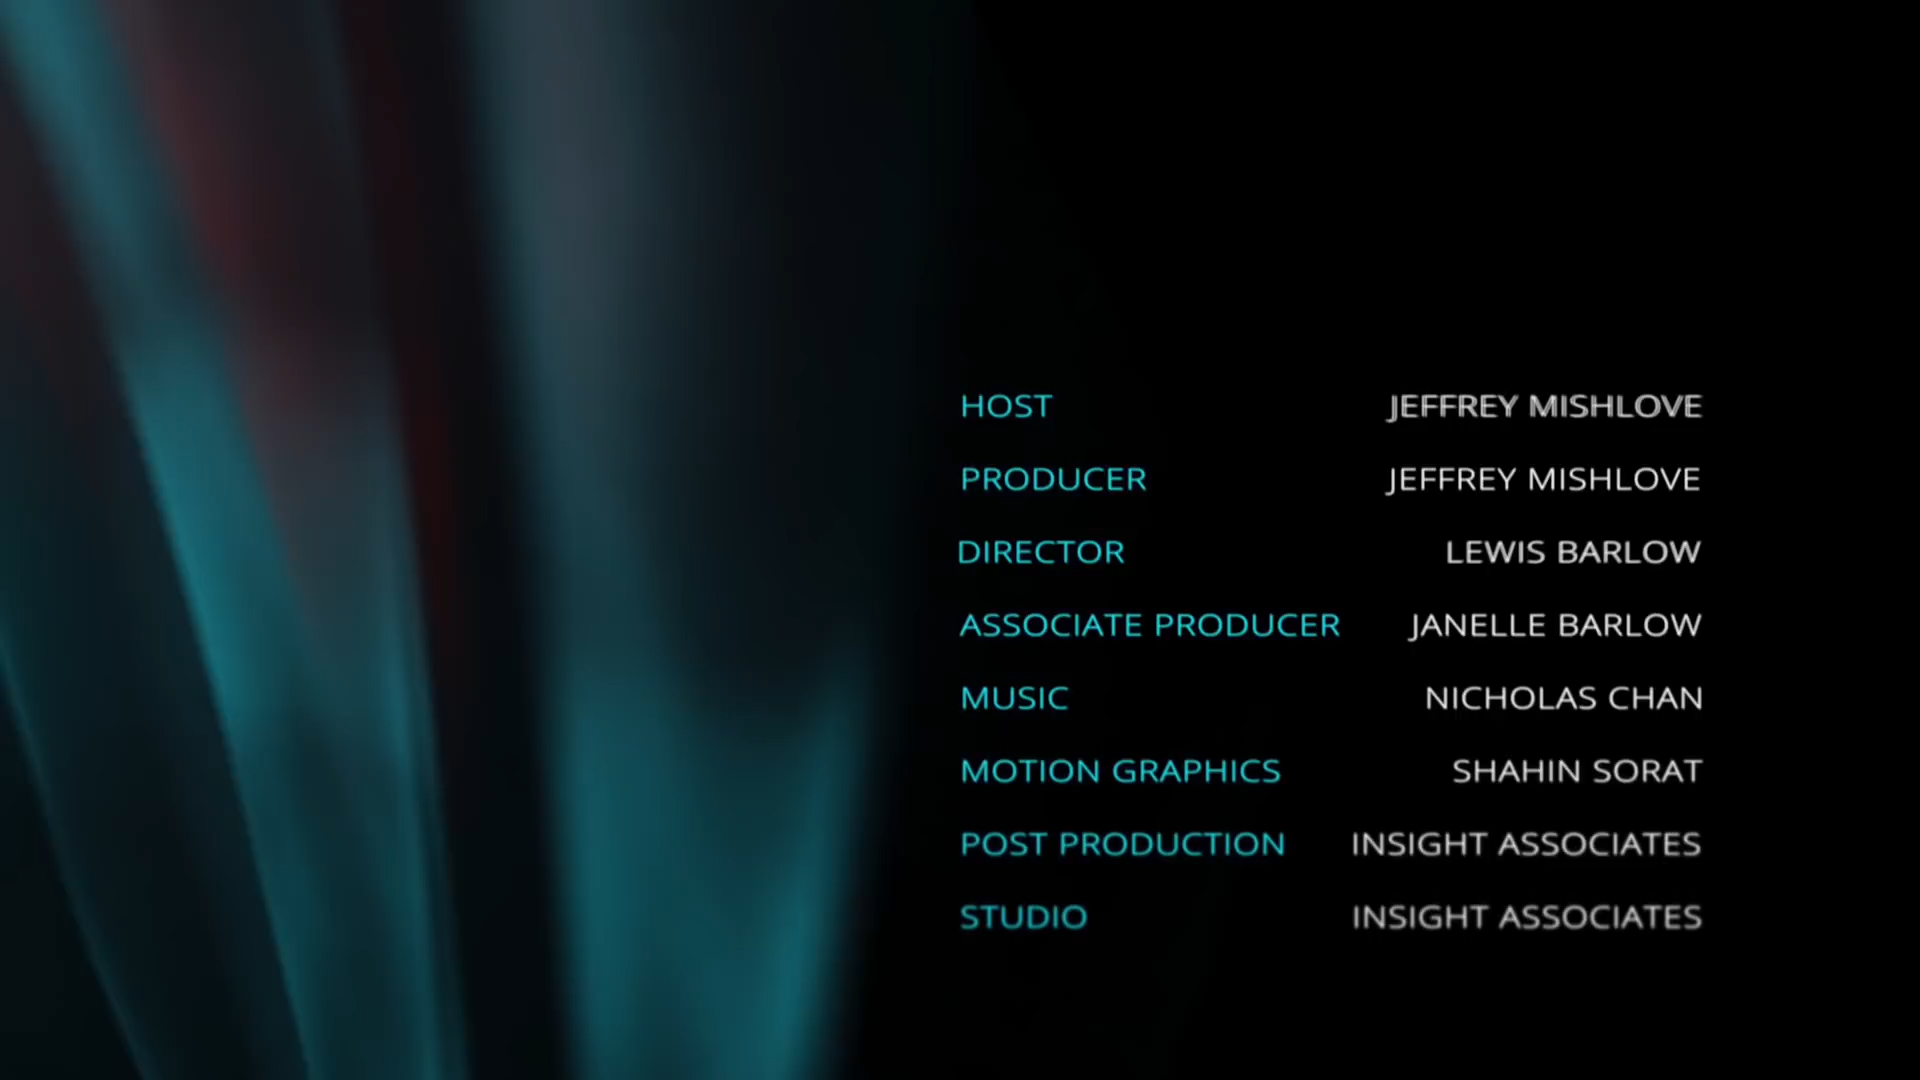 HOST JEFFREY MISHLOVE
PRODUCER JEFFREY MISHLOVE
DIRECTOR LEWIS BARLOW
ASSOCIATE PRODUCER JANELLE BARLOW
MUSIC NICHOLAS CHAN
MOTION GRAPHICS SHAHIN SORAT
POST PRODUCTION INSIGHT ASSOCIATES
STUDIO INSIGHT ASSOCIATES